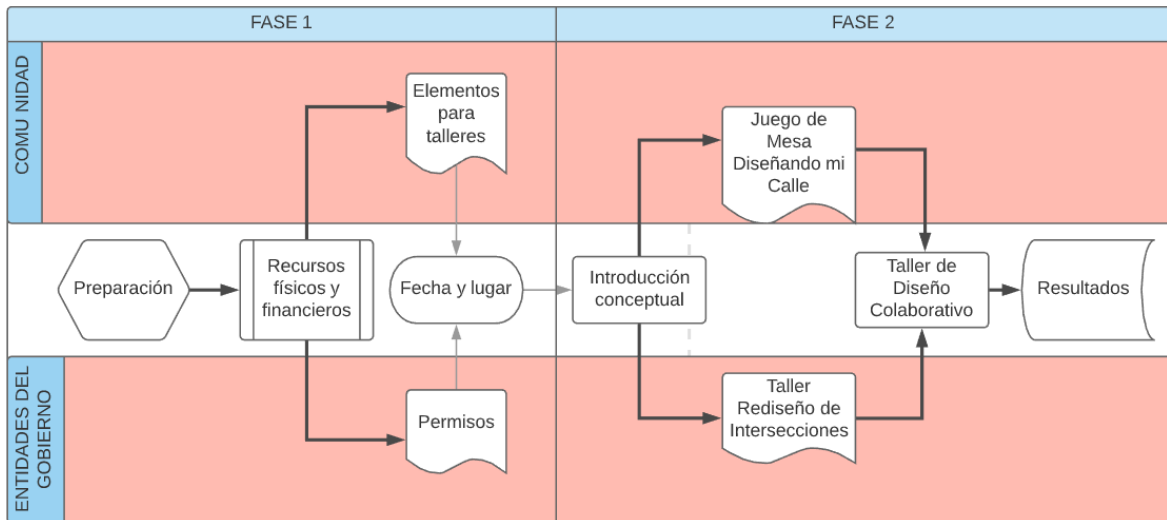 FASE 1
FASE 2
COMU NIDAD
Elementos
para
talleres
Juego de
Mesa
Diseñando mi
Calle
Preparación
Recursos
físicos y
financieros
Fecha y lugar
Introducción
conceptual
Taller de
Diseño
Colaborativo
Resultados
ENTIDADES DEL
GOBIERNO
Permisos
Taller
Rediseño de
Intersecciones